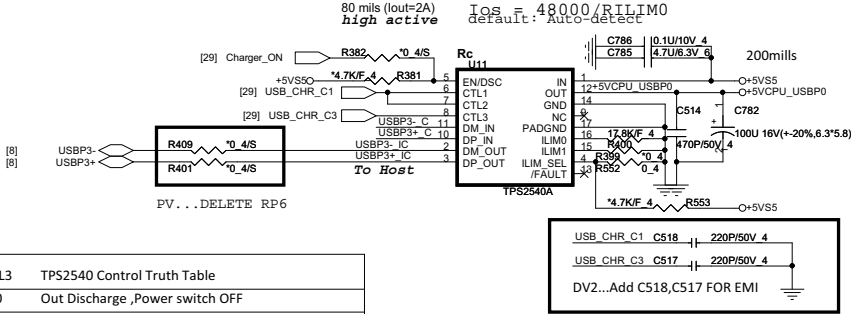 80 mils (Iout=2A)
high active
Ios = 48000/RILIM0
default: Auto-detect
C786 0.1U/10V_4
C785 4.7U/6.3V_6
200mills
[29] Charger_ON
R382 *0_4/S
Rc
U11
+5VS5 *4.7K/F_4 R381
[29] USB_CHR_C1
[29] USB_CHR_C3
USBP3-_C
USBP3+_C
USBP3-_IC
USBP3+_IC
To Host
5 EN/DSC
6 CTL1
7 CTL2
8 CTL3
11 DM_IN
10 DP_IN
2 DM_OUT
3 DP_OUT
IN 1
OUT 12
GND 14
NC 9
PADGND 17
ILIM0 16
ILIM1 15
ILIM_SEL 4
/FAULT 13
TPS2540A
+5VS5
+5VCPU_USBP0
+5VCPU_USBP0
C514
470P/50V_4
C782
+
100U 16V(+-20%,6.3*5.8)
17.8K/F_4
R400
R399 *0_4
R552 0_4
*4.7K/F_4 R553 +5VS5
[8] USBP3-
[8] USBP3+
R409 *0_4/S
R401 *0_4/S
PV...DELETE RP6
USB_CHR_C1 C518 220P/50V_4
USB_CHR_C3 C517 220P/50V_4
DV2...Add C518,C517 FOR EMI
L3 TPS2540 Control Truth Table
0 Out Discharge ,Power switch OFF